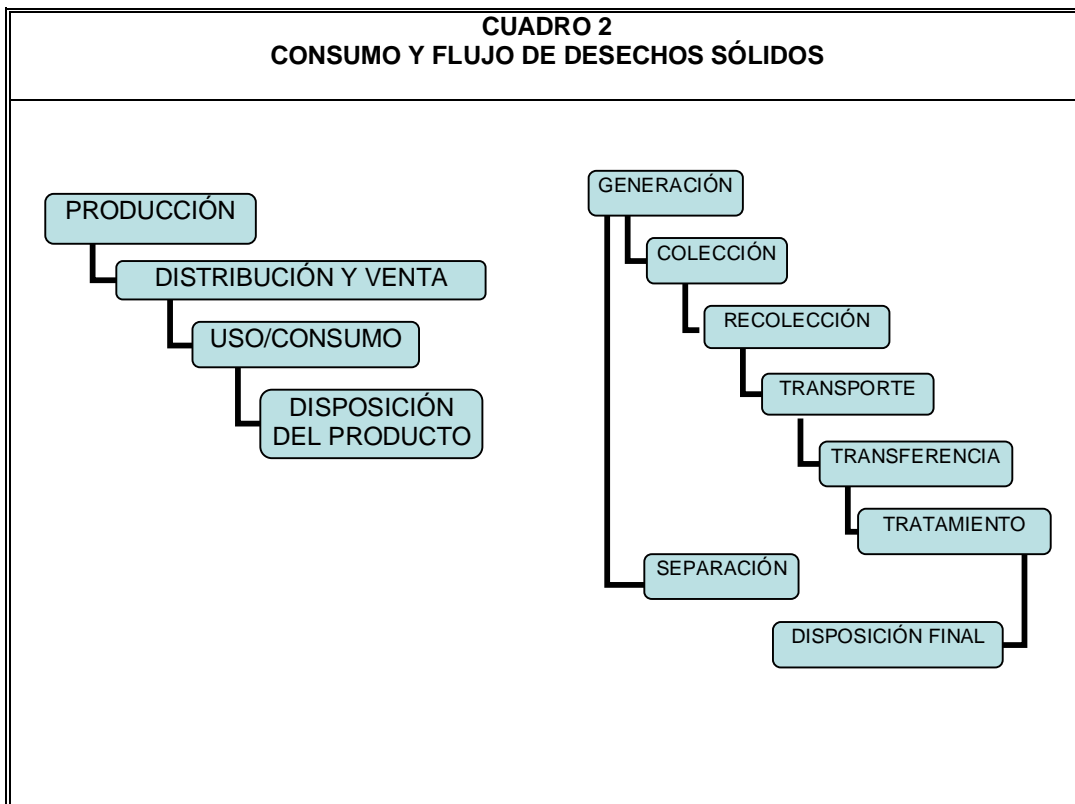 CUADRO 2
CONSUMO Y FLUJO DE DESECHOS SÓLIDOS
PRODUCCIÓN
DISTRIBUCIÓN Y VENTA
USO/CONSUMO
DISPOSICIÓN
DEL PRODUCTO
GENERACIÓN
COLECCIÓN
RECOLECCIÓN
TRANSPORTE
TRANSFERENCIA
TRATAMIENTO
SEPARACIÓN
DISPOSICIÓN FINAL